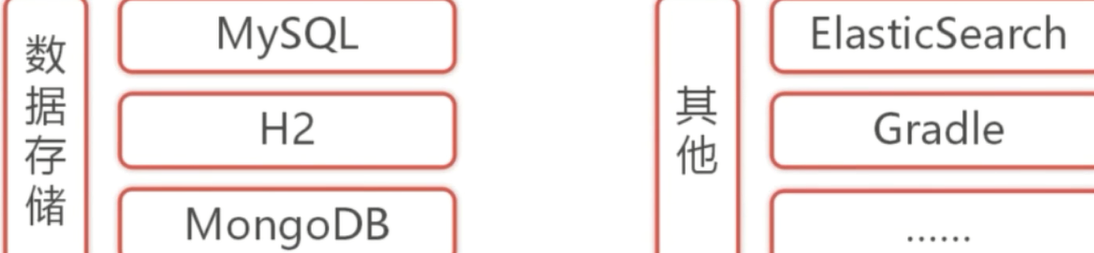 数据存储
MySQL
H2
MongoDB
其他
ElasticSearch
Gradle
......